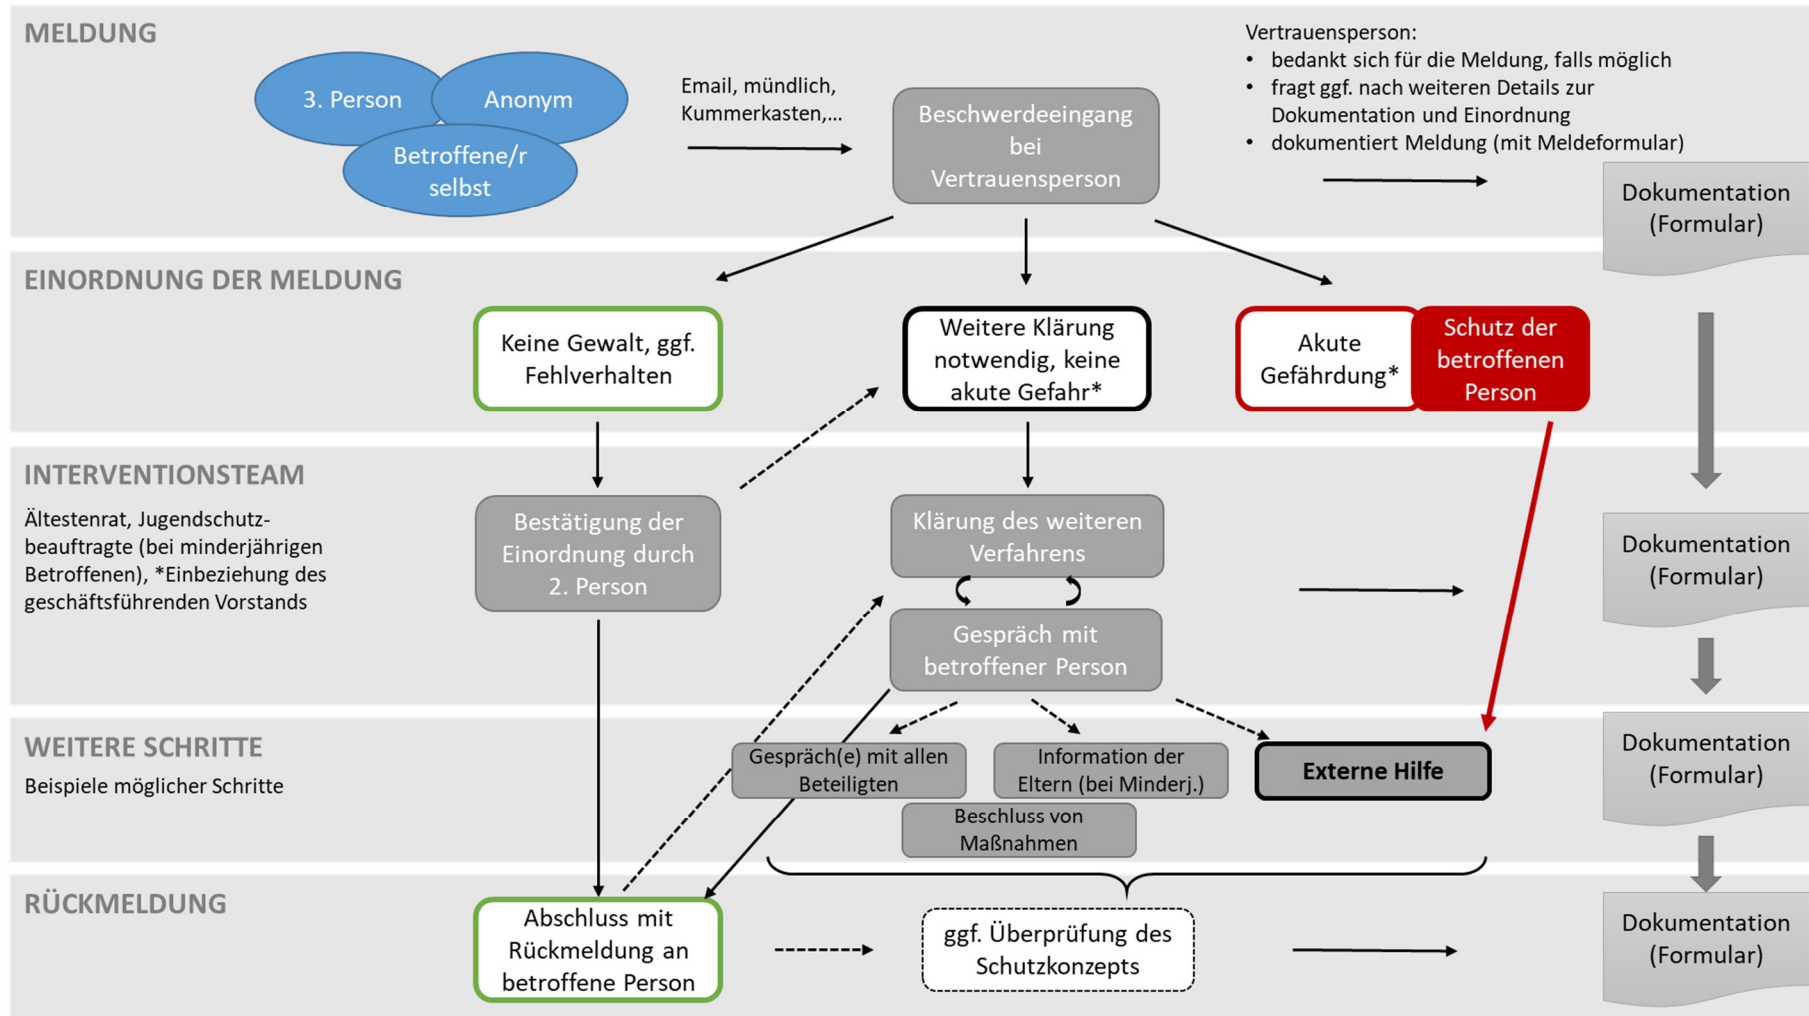 MELDUNG
3. Person
Anonym
Betroffene/r
selbst
Email, mündlich,
Kummerkasten,...
Beschwerdeeingang
bei
Vertrauensperson
Vertrauensperson:
• bedankt sich für die Meldung, falls möglich
• fragt ggf. nach weiteren Details zur
Dokumentation und Einordnung
• dokumentiert Meldung (mit Meldeformular)
Dokumentation
(Formular)
EINORDNUNG DER MELDUNG
Keine Gewalt, ggf.
Fehlverhalten
Weitere Klärung
notwendig, keine
akute Gefahr*
Akute
Gefährdung*
Schutz der
betroffenen
Person
INTERVENTIONSTEAM
Ältestenrat, Jugendschutz-
beauftragte (bei minderjährigen
Betroffenen), *Einbeziehung des
geschäftsführenden Vorstands
Bestätigung der
Einordnung durch
2. Person
Klärung des weiteren
Verfahrens
Gespräch mit
betroffener Person
Dokumentation
(Formular)
WEITERE SCHRITTE
Beispiele möglicher Schritte
Gespräch(e) mit allen
Beteiligten
Information der
Eltern (bei Minderj.)
Externe Hilfe
Beschluss von
Maßnahmen
Dokumentation
(Formular)
RÜCKMELDUNG
Abschluss mit
Rückmeldung an
betroffene Person
ggf. Überprüfung des
Schutzkonzepts
Dokumentation
(Formular)